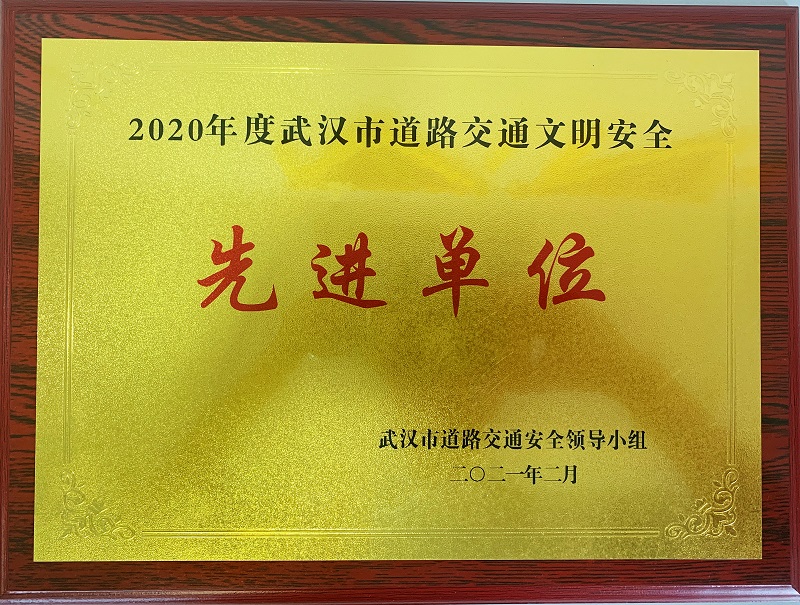 2020年度武汉市道路交通文明安全
先进单位
武汉市道路交通安全领导小组
二〇二一年二月